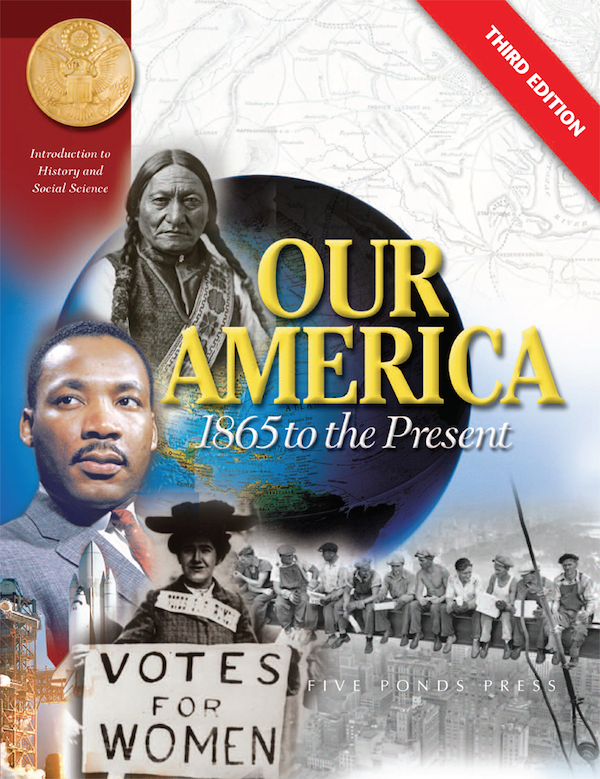 THIRD EDITION
Introduction to
History and
Social Science
OUR
AMERICA
1865 to the Present
VOTES
FOR
WOMEN
FIVE PONDS PRESS